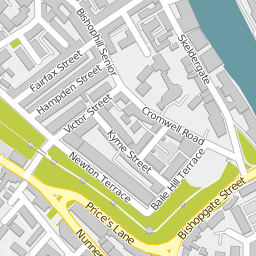 Bishophill Senior
Skeldergate
Fairfax Street
Hampden Street
Victor Street
Cromwell Road
Kyme Street
Newton Terrace
Baile Hill Terrace
Bishopgate Street
Price's Lane
Nunner